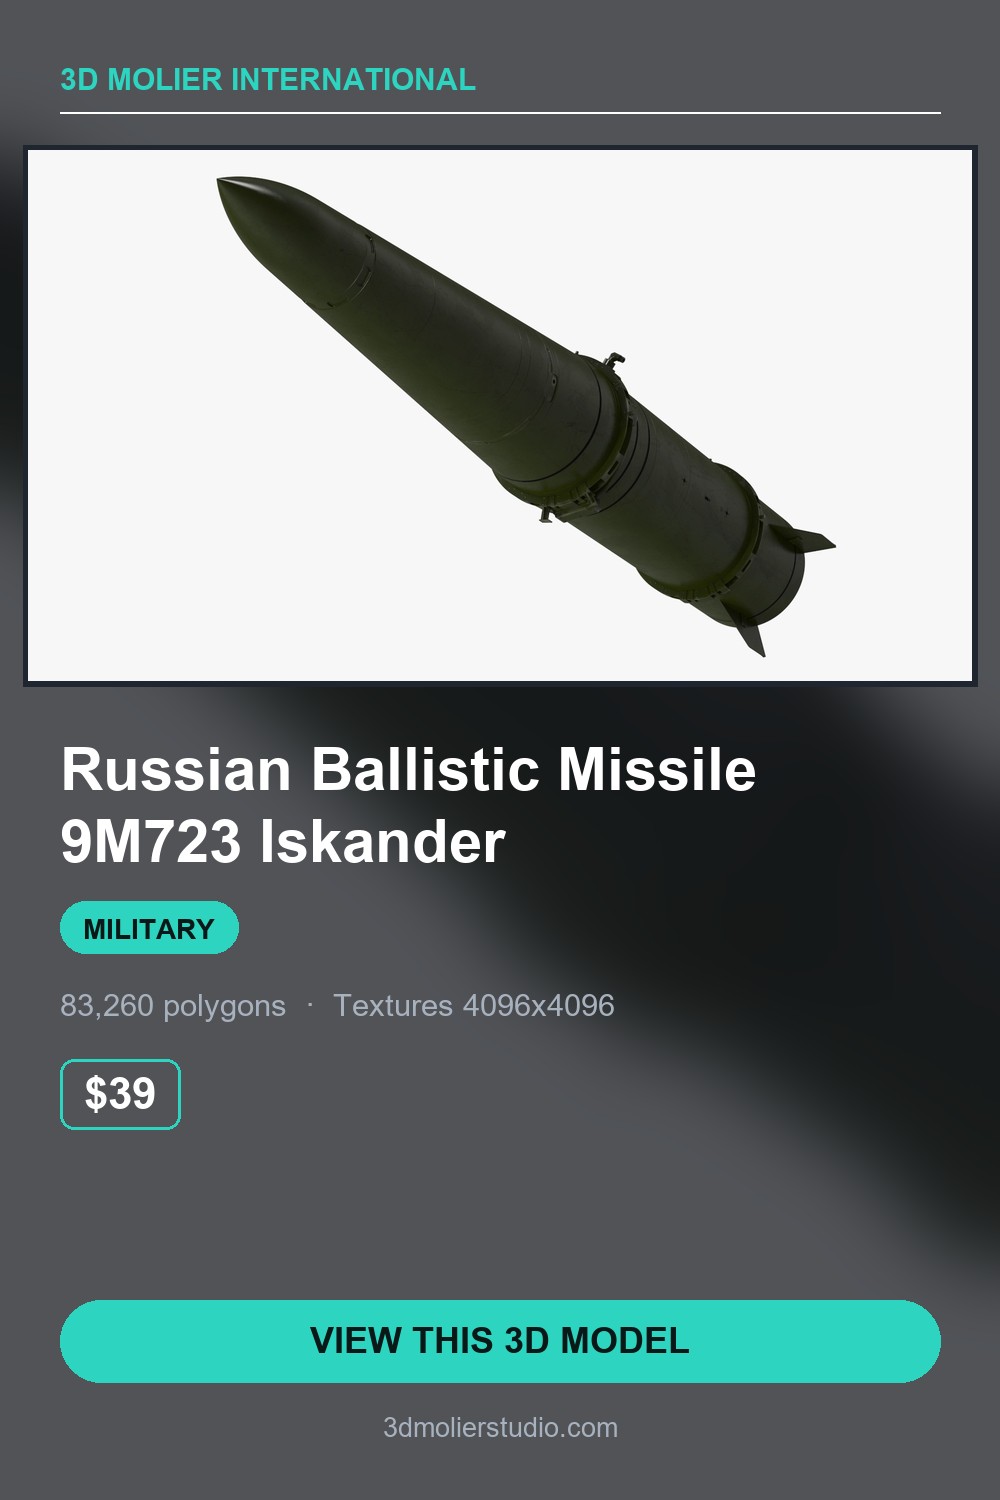 3D MOLIER INTERNATIONAL
Russian Ballistic Missile
9M723 Iskander
MILITARY
83,260 polygons · Textures 4096x4096
$39
VIEW THIS 3D MODEL
3dmolierstudio.com